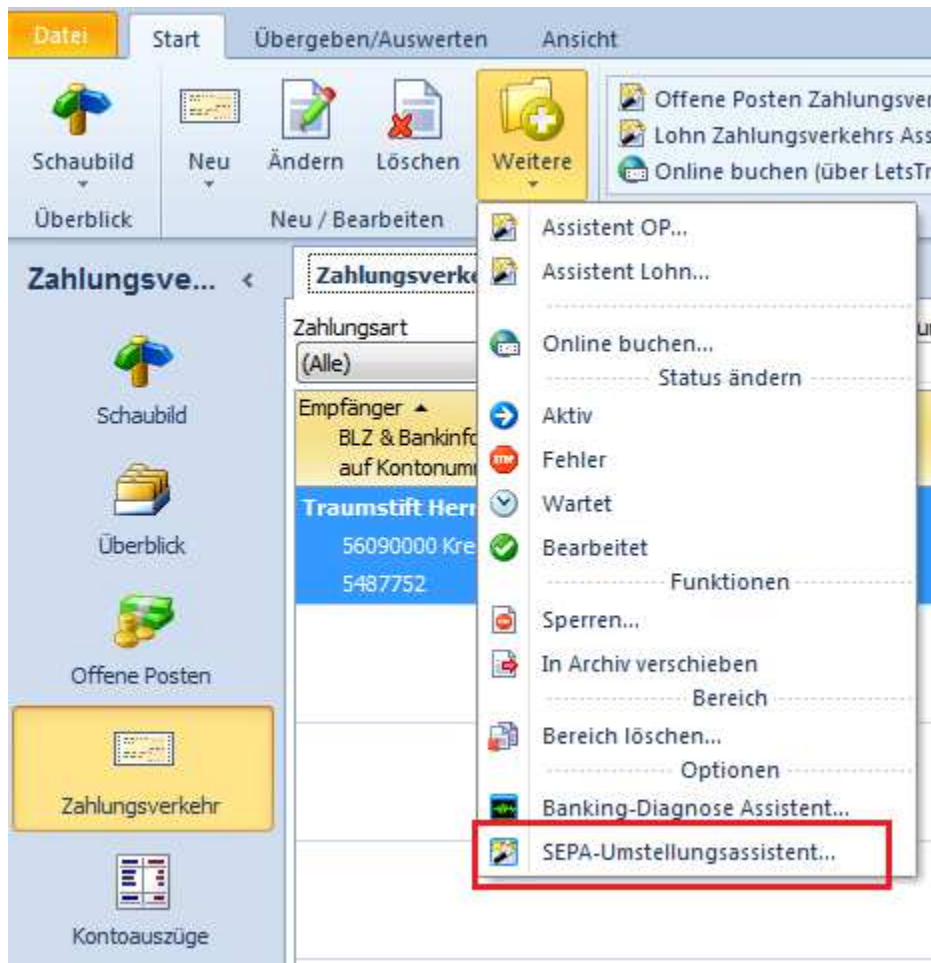 Datei Start Übergeben/Auswerten Ansicht
Schaubild Neu Ändern Löschen Weitere
Offene Posten Zahlungsver
Lohn Zahlungsverkehrs Ass
Online buchen (über LetsTr
Überblick Neu / Bearbeiten
Zahlungsve... <
Schaubild
Überblick
Offene Posten
Zahlungsverkehr
Kontoauszüge
Zahlungsverke
Zahlungsart
(Alle)
Empfänger
BLZ & Bankinfo
auf Kontonum
Traumstift Herr
56090000 Kre
5487752
Assistent OP...
Assistent Lohn...
Online buchen...
Status ändern
Aktiv
Fehler
Wartet
Bearbeitet
Funktionen
Sperren...
In Archiv verschieben
Bereich
Bereich löschen...
Optionen
Banking-Diagnose Assistent...
SEPA-Umstellungsassistent...